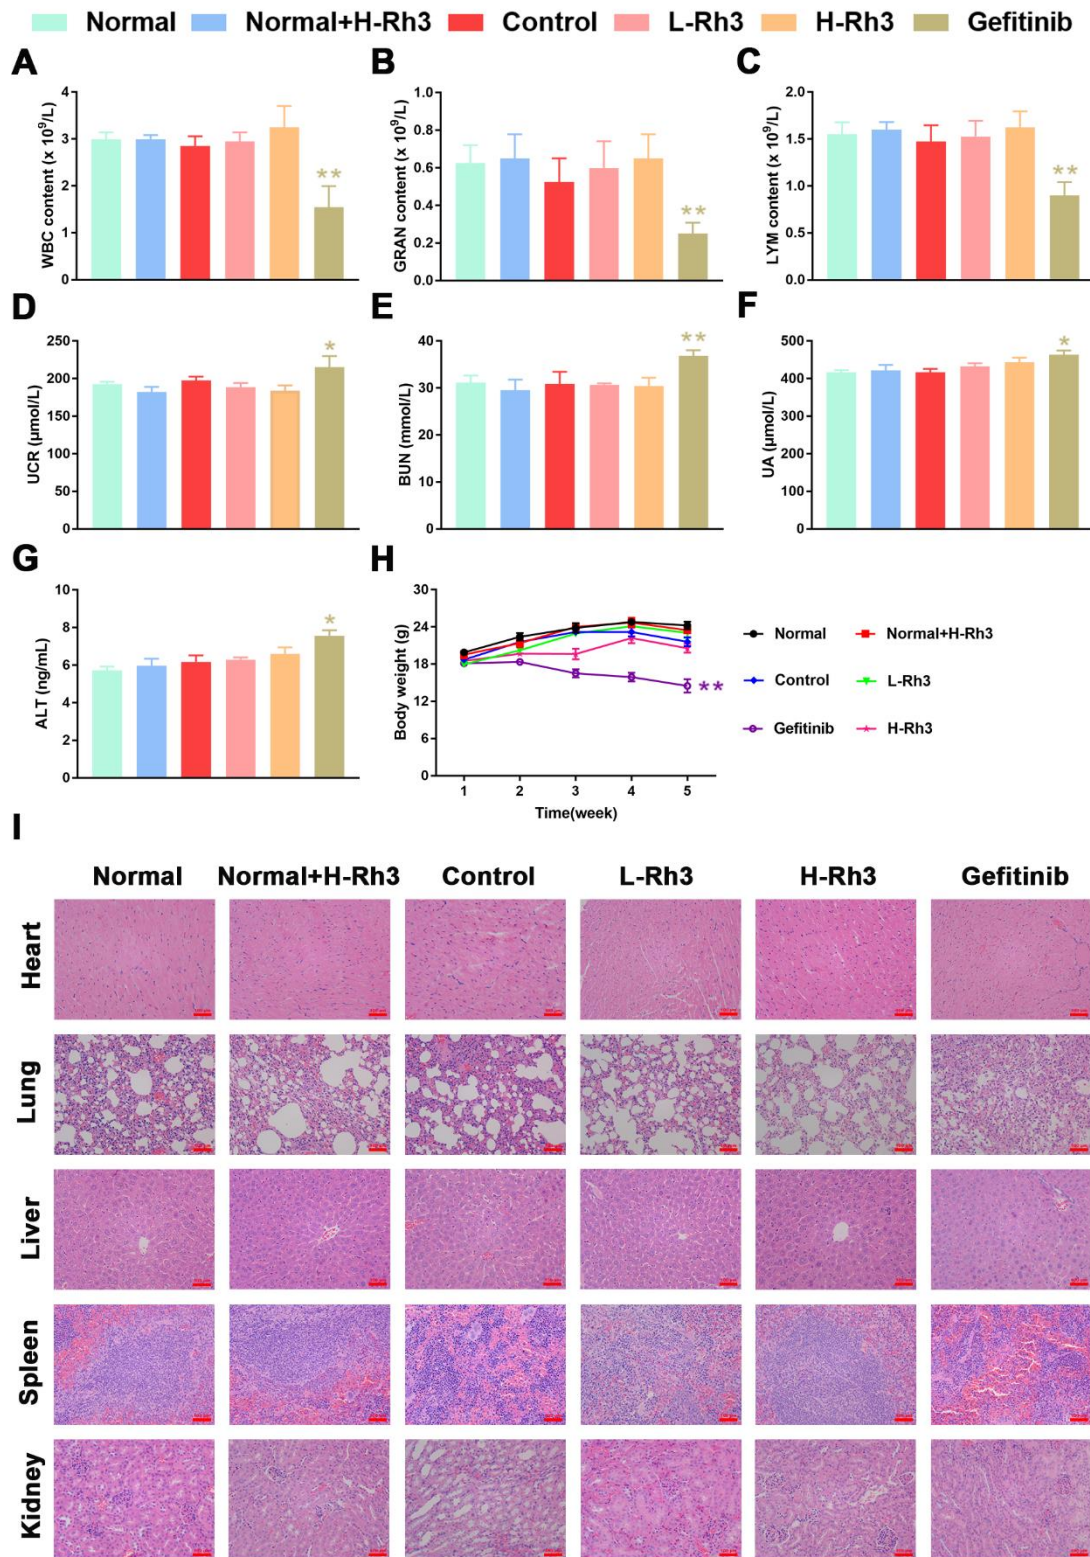 Normal Normal+H-Rh3 Control L-Rh3 H-Rh3 Gefitinib
A
WBC content (x 10⁹/L)
4
3
2
1
0
**
B
GRAN content (x 10⁹/L)
1.0
0.8
0.6
0.4
0.2
0.0
**
C
LYM content (x 10⁹/L)
2.0
1.5
1.0
0.5
0.0
**
D
UCR (µmol/L)
250
200
150
100
50
0
*
E
BUN (mmol/L)
40
30
20
10
0
**
F
UA (µmol/L)
500
400
300
200
100
0
*
G
ALT (ng/mL)
10
8
6
4
2
0
*
H
Body weight (g)
30
24
18
12
6
0
**
1 2 3 4 5
Time(week)
Normal Normal+H-Rh3
Control L-Rh3
Gefitinib H-Rh3
I
Normal Normal+H-Rh3 Control L-Rh3 H-Rh3 Gefitinib
Heart
Lung
Liver
Spleen
Kidney